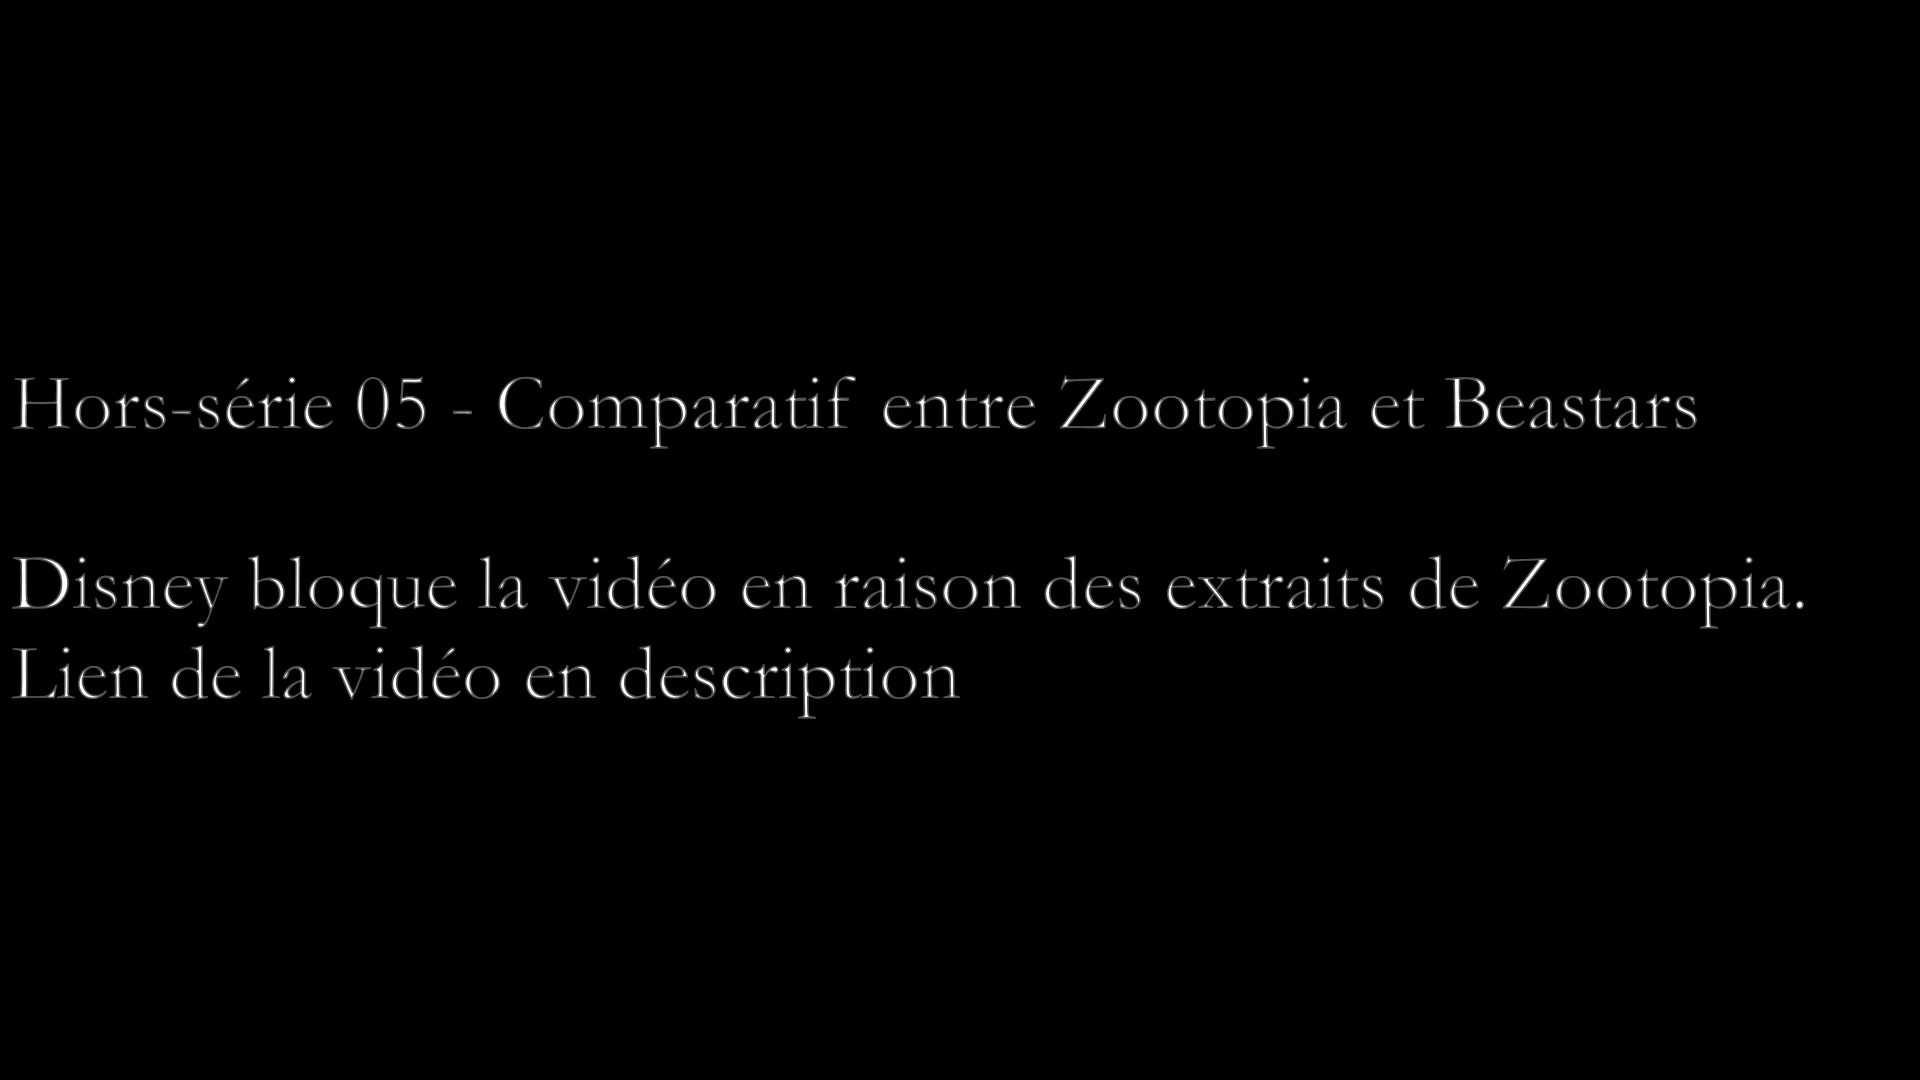 Hors-série 05 - Comparatif entre Zootopia et Beastars
Disney bloque la vidéo en raison des extraits de Zootopia.
Lien de la vidéo en description